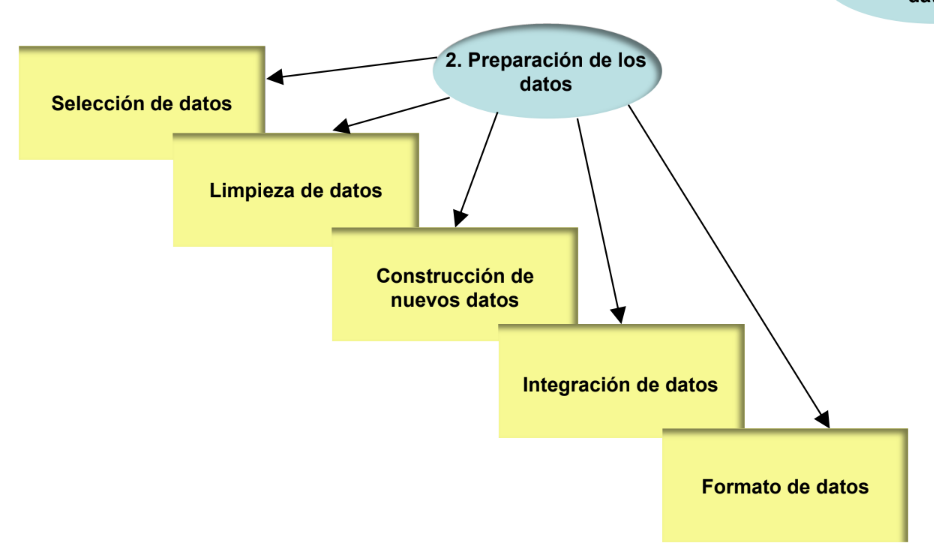 2. Preparación de los
datos
Selección de datos
Limpieza de datos
Construcción de
nuevos datos
Integración de datos
Formato de datos